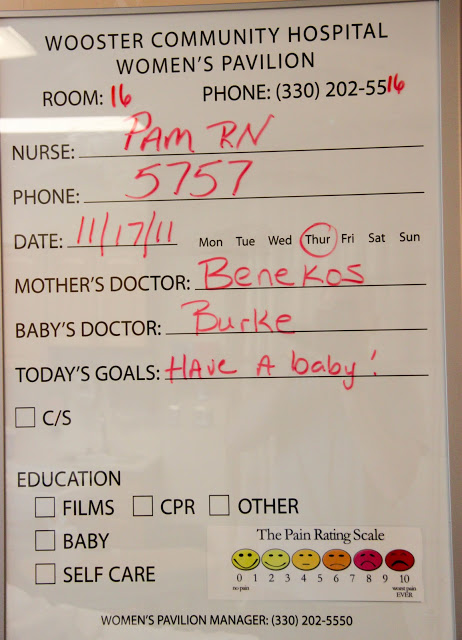 WOOSTER COMMUNITY HOSPITAL
WOMEN'S PAVILION
ROOM: 16 PHONE: (330) 202-5516
NURSE: PAM RN
PHONE: 5757
DATE: 11/17/11 Mon Tue Wed Thur Fri Sat Sun
MOTHER'S DOCTOR: Benekos
BABY'S DOCTOR: Burke
TODAY'S GOALS: HAve A baby!
C/S
EDUCATION
FILMS CPR OTHER
BABY
SELF CARE
The Pain Rating Scale
0 1 2 3 4 5 6 7 8 9 10
no pain worst pain
EVER
WOMEN'S PAVILION MANAGER: (330) 202-5550